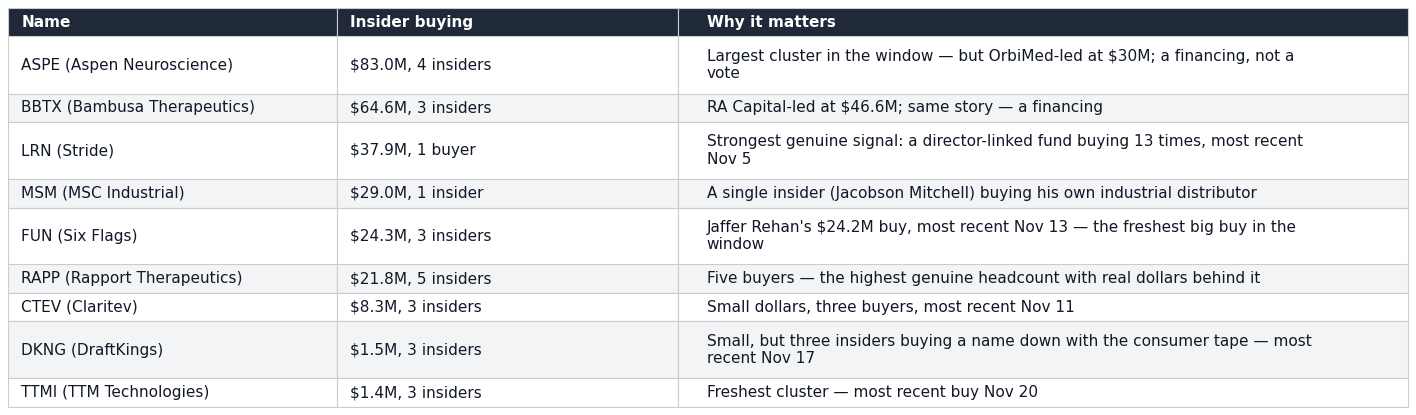 Name Insider buying Why it matters
ASPE (Aspen Neuroscience) $83.0M, 4 insiders Largest cluster in the window — but OrbiMed-led at $30M; a financing, not a
vote
BBTX (Bambusa Therapeutics) $64.6M, 3 insiders RA Capital-led at $46.6M; same story — a financing
LRN (Stride) $37.9M, 1 buyer Strongest genuine signal: a director-linked fund buying 13 times, most recent
Nov 5
MSM (MSC Industrial) $29.0M, 1 insider A single insider (Jacobson Mitchell) buying his own industrial distributor
FUN (Six Flags) $24.3M, 3 insiders Jaffer Rehan's $24.2M buy, most recent Nov 13 — the freshest big buy in the
window
RAPP (Rapport Therapeutics) $21.8M, 5 insiders Five buyers — the highest genuine headcount with real dollars behind it
CTEV (Claritev) $8.3M, 3 insiders Small dollars, three buyers, most recent Nov 11
DKNG (DraftKings) $1.5M, 3 insiders Small, but three insiders buying a name down with the consumer tape — most
recent Nov 17
TTMI (TTM Technologies) $1.4M, 3 insiders Freshest cluster — most recent buy Nov 20